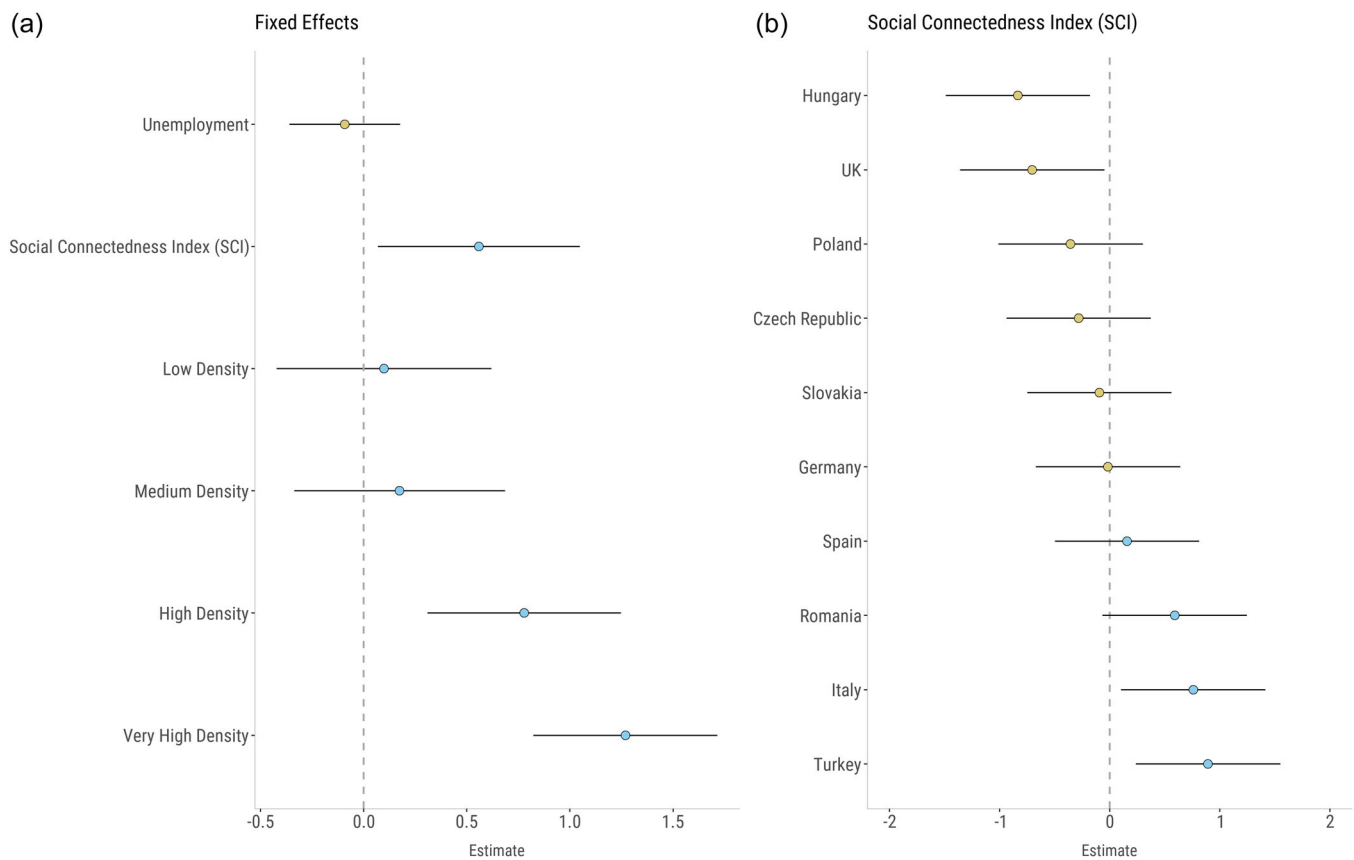 (a)
Fixed Effects
Unemployment
Social Connectedness Index (SCI)
Low Density
Medium Density
High Density
Very High Density
-0.5 0.0 0.5 1.0 1.5
Estimate
(b)
Social Connectedness Index (SCI)
Hungary
UK
Poland
Czech Republic
Slovakia
Germany
Spain
Romania
Italy
Turkey
-2 -1 0 1 2
Estimate